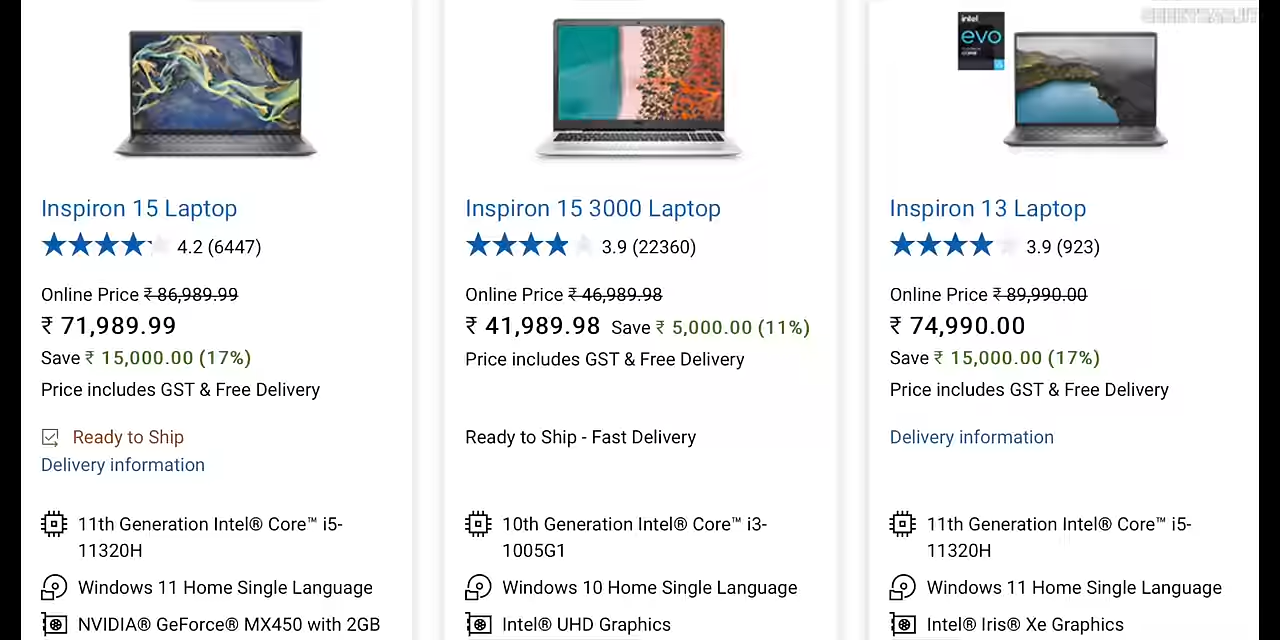 Inspiron 15 Laptop
4.2 (6447)
Online Price ₹ 86,989.99
₹ 71,989.99
Save ₹ 15,000.00 (17%)
Price includes GST & Free Delivery
Ready to Ship
Delivery information
11th Generation Intel® Core™ i5-
11320H
Windows 11 Home Single Language
NVIDIA® GeForce® MX450 with 2GB
Inspiron 15 3000 Laptop
3.9 (22360)
Online Price ₹ 46,989.98
₹ 41,989.98 Save ₹ 5,000.00 (11%)
Price includes GST & Free Delivery
Ready to Ship - Fast Delivery
10th Generation Intel® Core™ i3-
1005G1
Windows 10 Home Single Language
Intel® UHD Graphics
intel
evo
CORE
i5
Inspiron 13 Laptop
3.9 (923)
Online Price ₹ 89,990.00
₹ 74,990.00
Save ₹ 15,000.00 (17%)
Price includes GST & Free Delivery
Delivery information
11th Generation Intel® Core™ i5-
11320H
Windows 11 Home Single Language
Intel® Iris® Xe Graphics